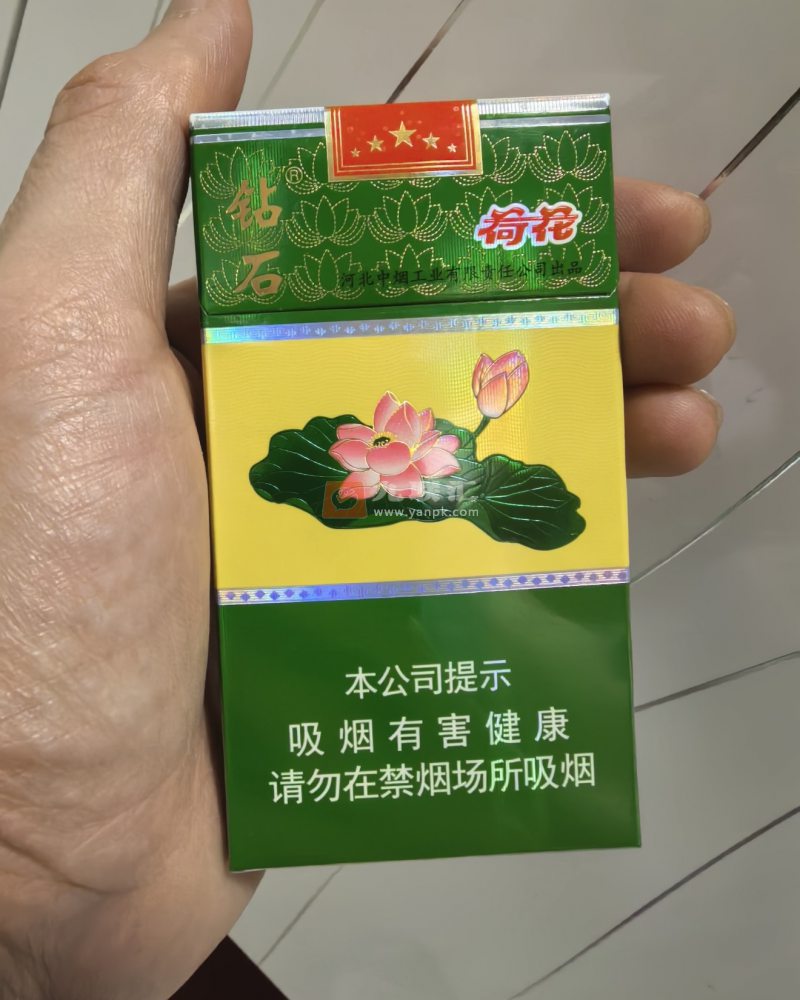 钻石®
荷花
河北中烟工业有限责任公司出品
www.yanpk.com
本公司提示
吸烟有害健康
请勿在禁烟场所吸烟